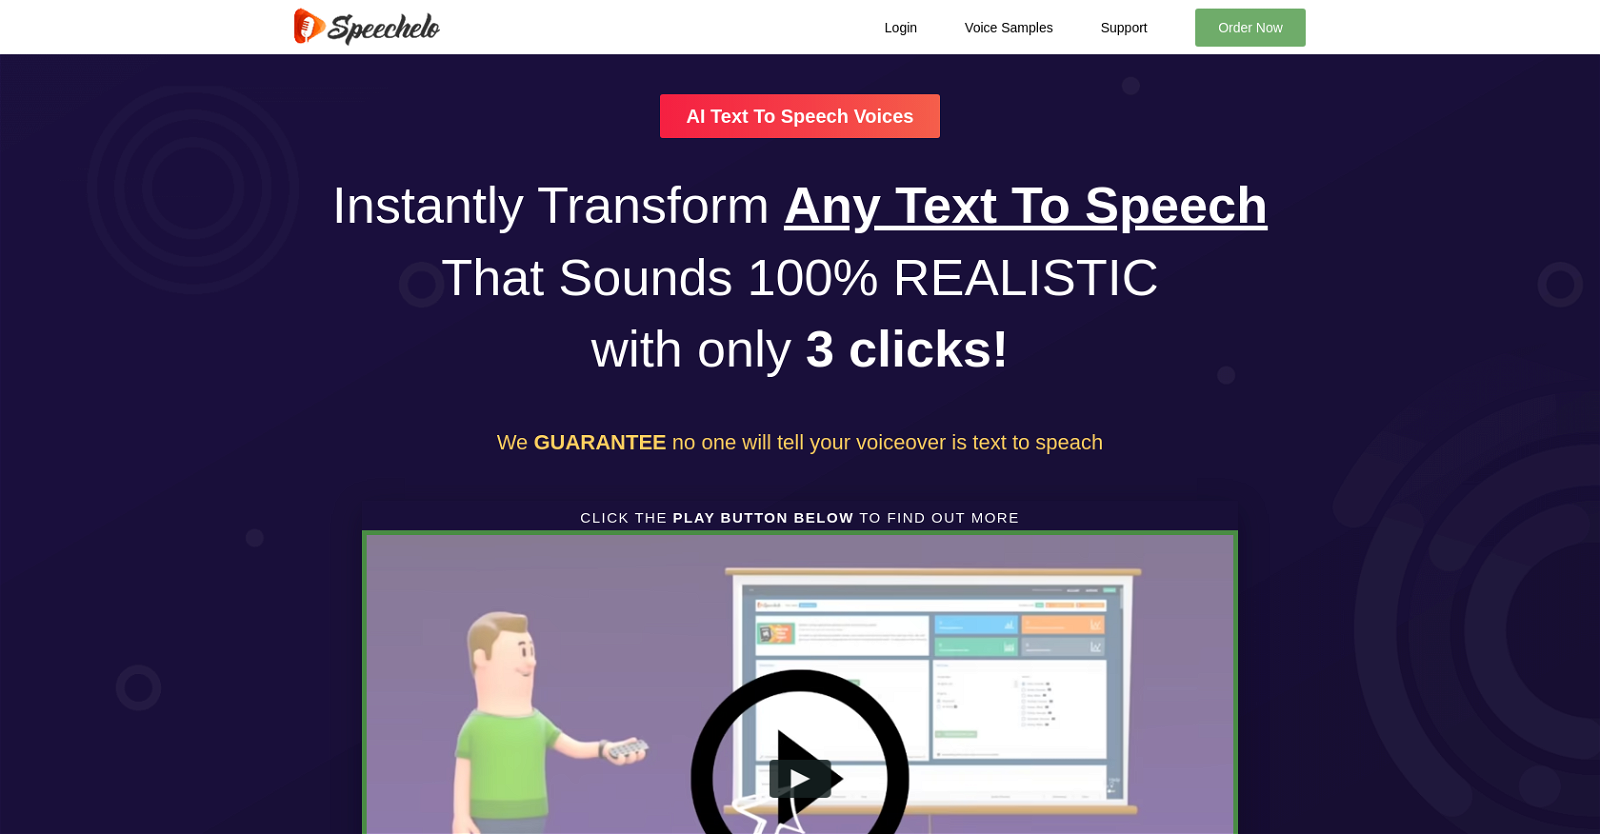 Speechelo
Login
Voice Samples
Support
Order Now
AI Text To Speech Voices
Instantly Transform Any Text To Speech
That Sounds 100% REALISTIC
with only 3 clicks!
We GUARANTEE no one will tell your voiceover is text to speach
CLICK THE PLAY BUTTON BELOW TO FIND OUT MORE